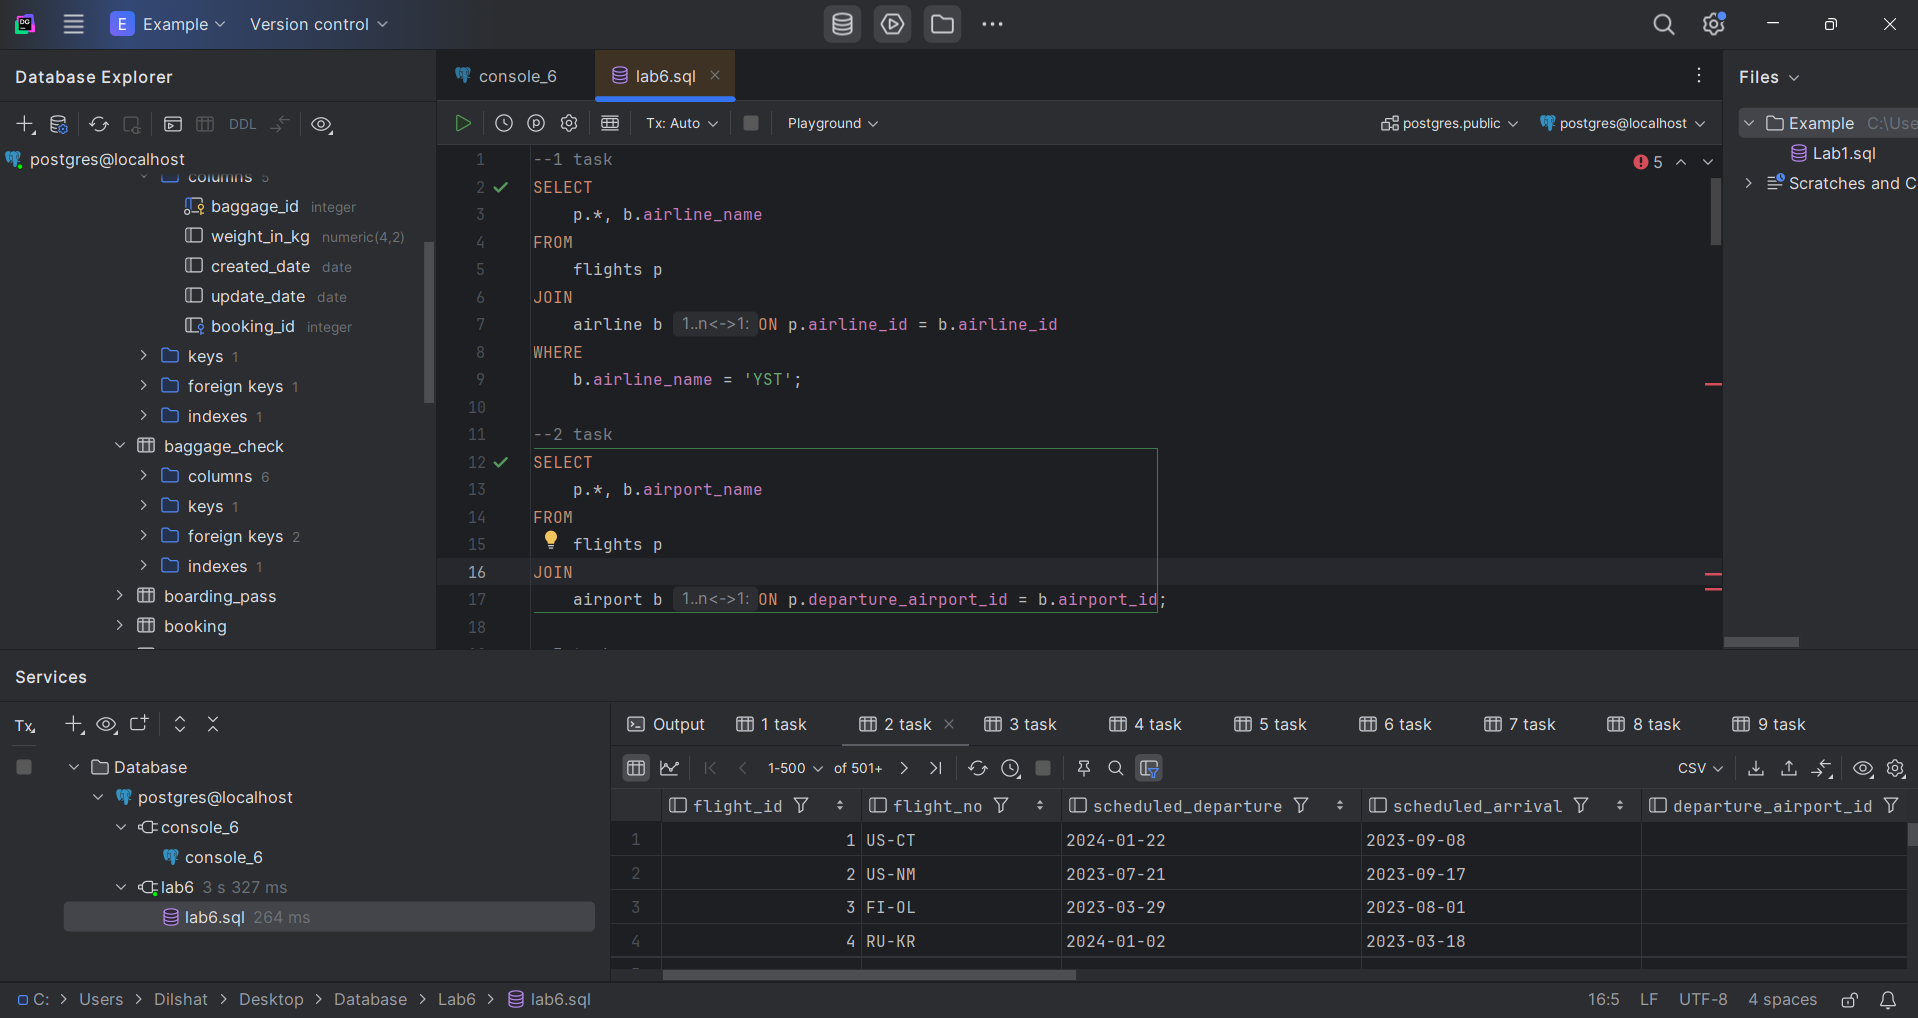 E Example Version control
Database Explorer
DDL
postgres@localhost
columns 5
baggage_id integer
weight_in_kg numeric(4,2)
created_date date
update_date date
booking_id integer
keys 1
foreign keys 1
indexes 1
baggage_check
columns 6
keys 1
foreign keys 2
indexes 1
boarding_pass
booking
console_6 lab6.sql
Tx: Auto Playground postgres.public postgres@localhost
5
1 --1 task
2 SELECT
3 p.*, b.airline_name
4 FROM
5 flights p
6 JOIN
7 airline b 1..n<->1: ON p.airline_id = b.airline_id
8 WHERE
9 b.airline_name = 'YST';
10
11 --2 task
12 SELECT
13 p.*, b.airport_name
14 FROM
15 flights p
16 JOIN
17 airport b 1..n<->1: ON p.departure_airport_id = b.airport_id;
18
Files
Example C:\Use
Lab1.sql
Scratches and C
Services
Tx
Database
postgres@localhost
console_6
console_6
lab6 3 s 327 ms
lab6.sql 264 ms
Output 1 task 2 task 3 task 4 task 5 task 6 task 7 task 8 task 9 task
1-500 of 501+ CSV
flight_id flight_no scheduled_departure scheduled_arrival departure_airport_id
1 1 US-CT 2024-01-22 2023-09-08
2 2 US-NM 2023-07-21 2023-09-17
3 3 FI-OL 2023-03-29 2023-08-01
4 4 RU-KR 2024-01-02 2023-03-18
C: Users Dilshat Desktop Database Lab6 lab6.sql
16:5 LF UTF-8 4 spaces